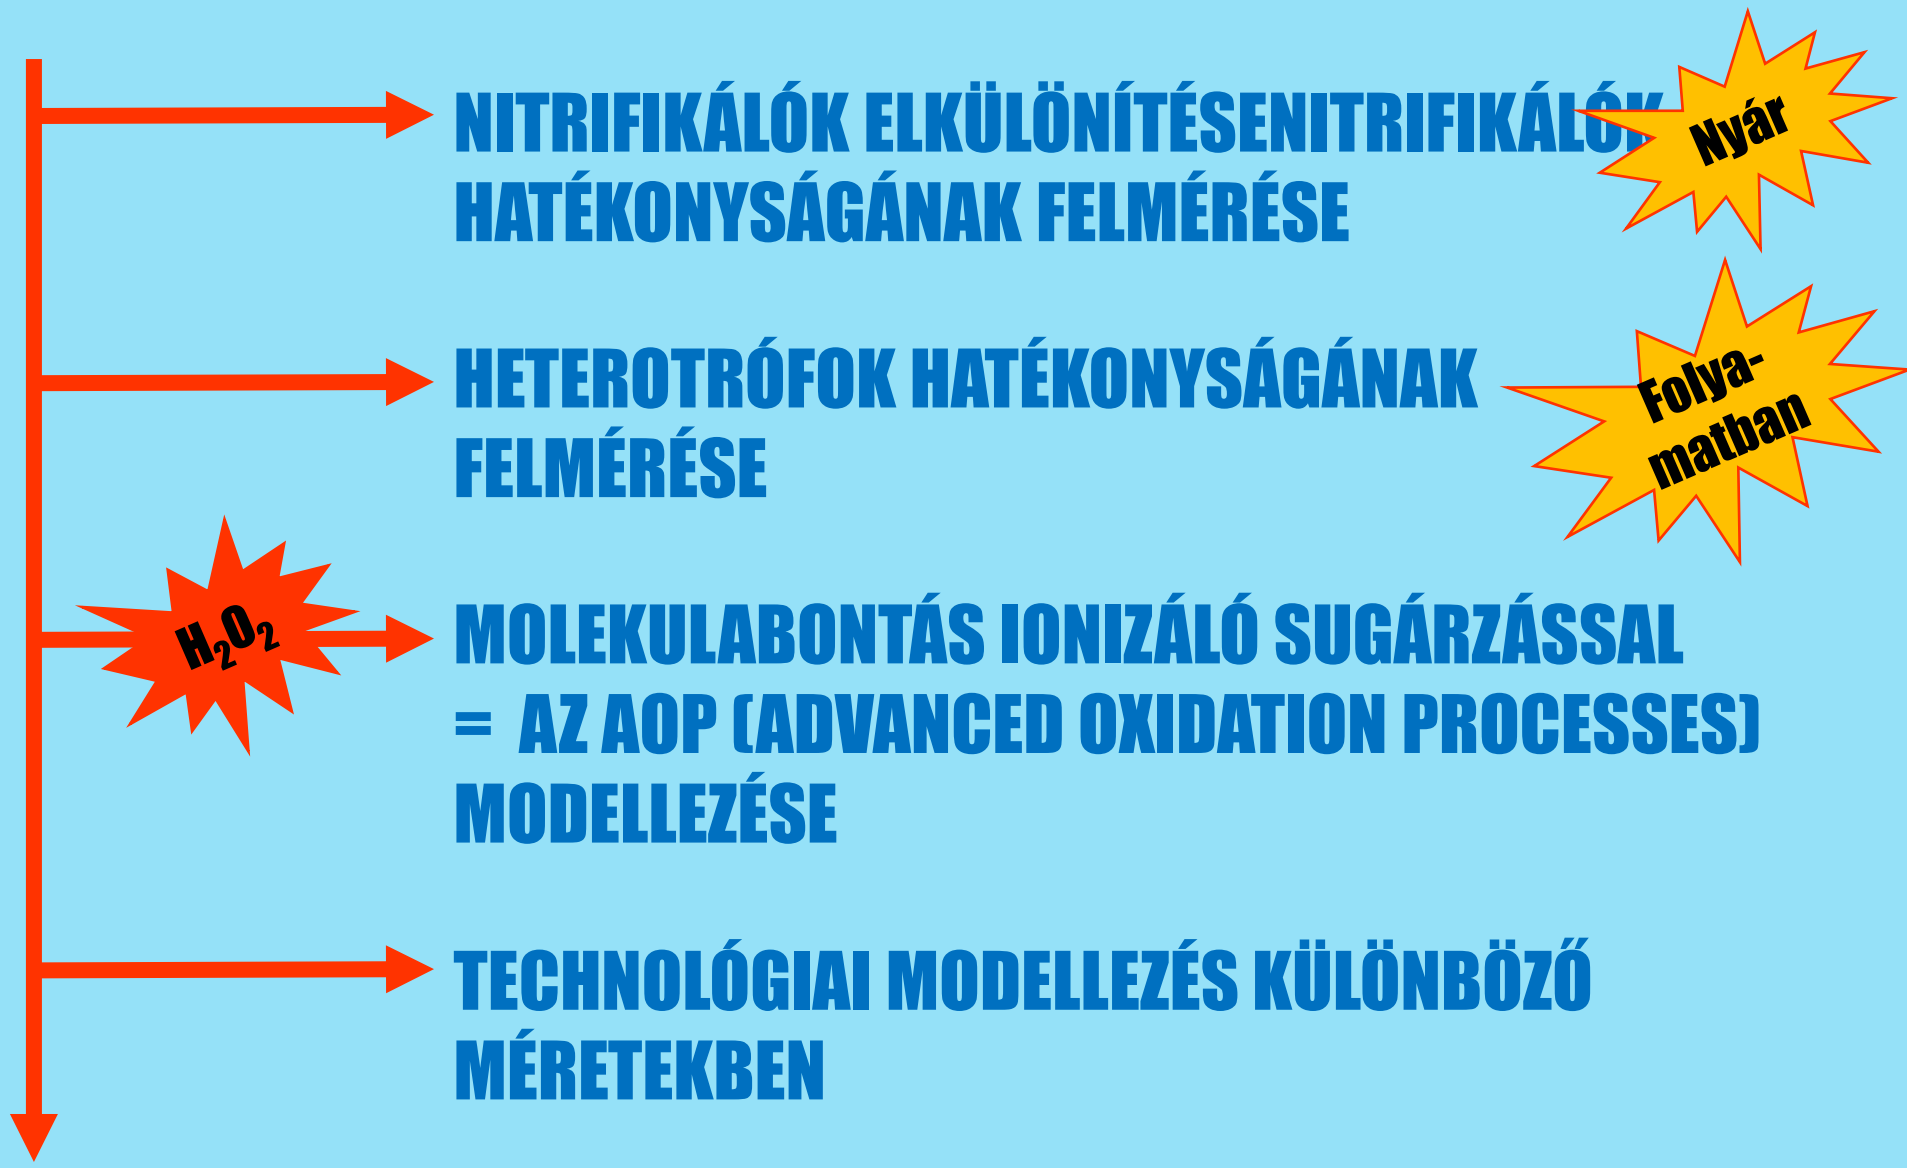 NITRIFIKÁLÓK ELKÜLÖNÍTÉSENITRIFIKÁLÓK
HATÉKONYSÁGÁNAK FELMÉRÉSE
Nyár
HETEROTRÓFOK HATÉKONYSÁGÁNAK
FELMÉRÉSE
Folya-
matban
H₂O₂
MOLEKULABONTÁS IONIZÁLÓ SUGÁRZÁSSAL
= AZ AOP (ADVANCED OXIDATION PROCESSES)
MODELLEZÉSE
TECHNOLÓGIAI MODELLEZÉS KÜLÖNBÖZŐ
MÉRETEKBEN